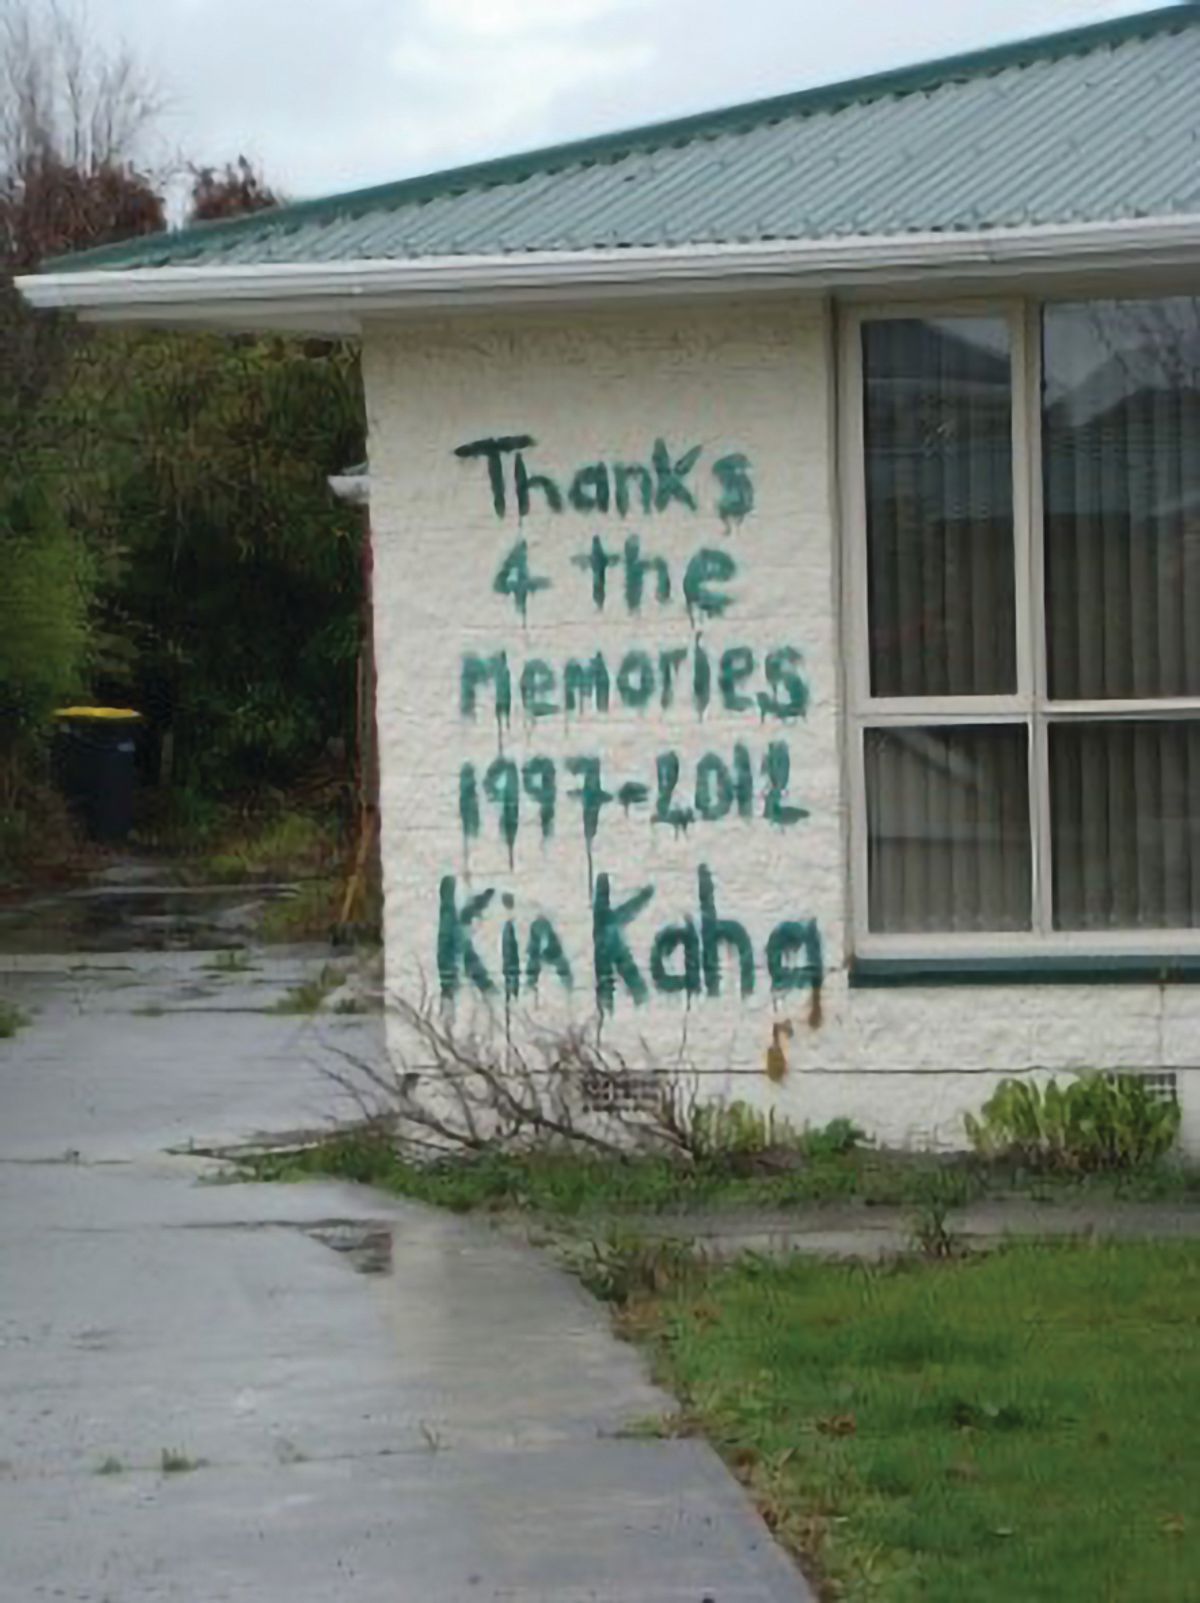 Thanks
4 the
memories
1997-2012
Kia Kaha